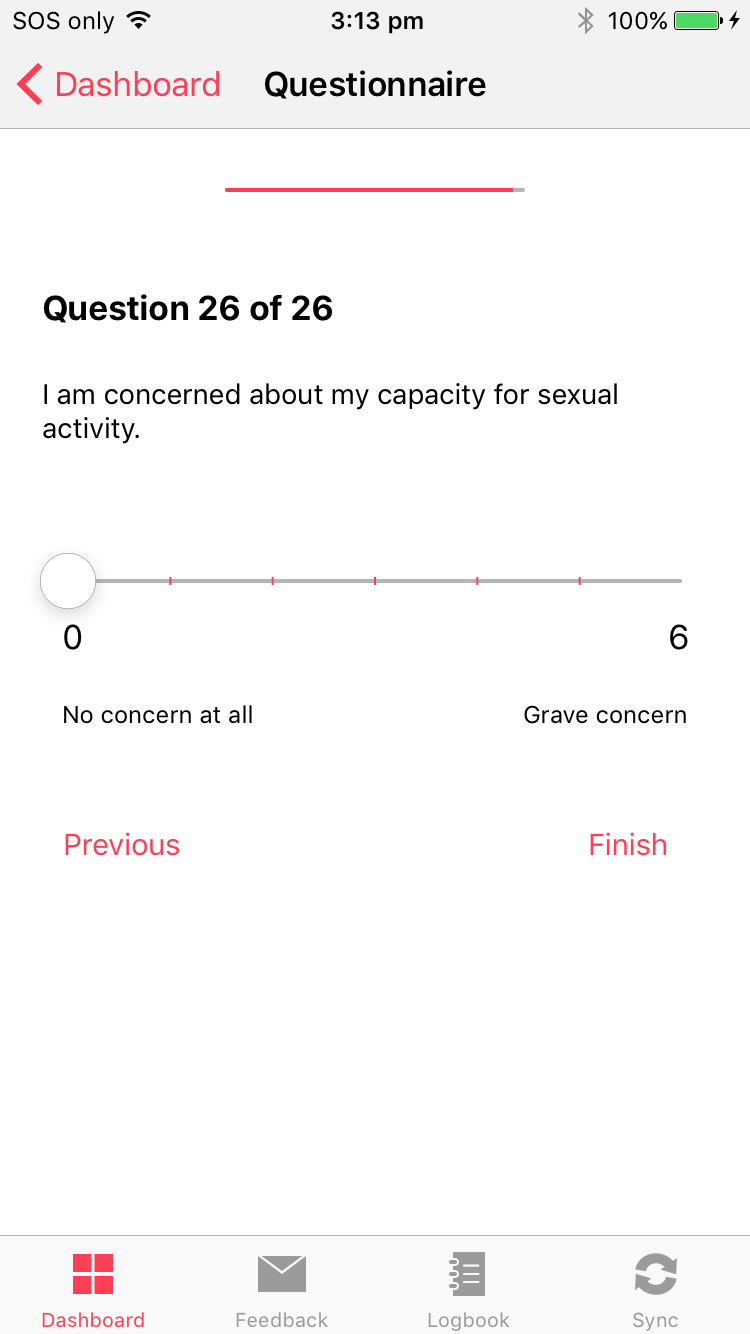 SOS only 3:13 pm 100%
Dashboard Questionnaire
Question 26 of 26
I am concerned about my capacity for sexual
activity.
0 6
No concern at all Grave concern
Previous Finish
Dashboard Feedback Logbook Sync